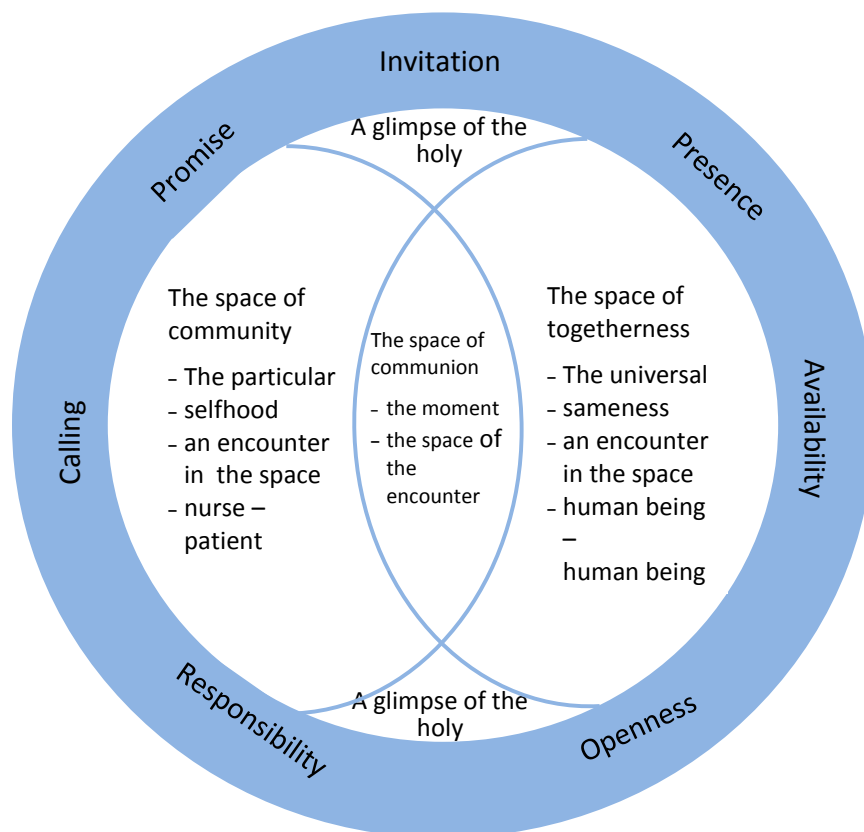 Invitation
Promise
Presence
A glimpse of the
holy
Calling
Availability
The space of
community
- The particular
- selfhood
- an encounter
in the space
- nurse –
patient
The space of
communion
- the moment
- the space of
the
encounter
The space of
togetherness
- The universal
- sameness
- an encounter
in the space
- human being
–
human being
Responsibility
A glimpse of the
holy
Openness